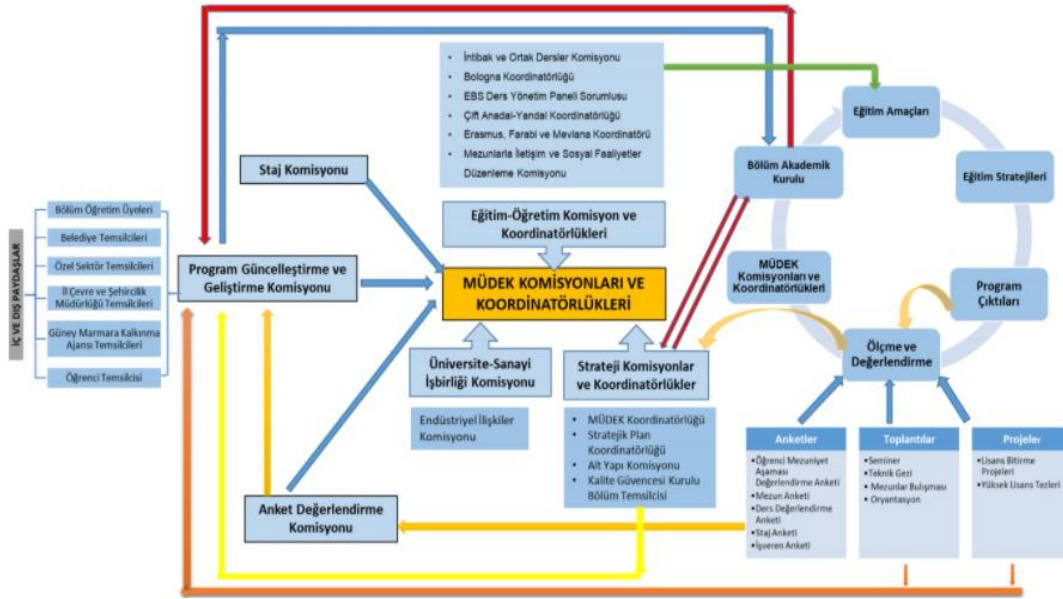 İntibak ve Ortak Dersler Komisyonu
Bologna Koordinatörlüğü
EBS Ders Yönetim Paneli Sorumlusu
Çift Anadal-Yandal Koordinatörlüğü
Erasmus, Farabi ve Mevlana Koordinatörü
Mezunlarla İletişim ve Sosyal Faaliyetler
Düzenleme Komisyonu
Eğitim Amaçları
Staj Komisyonu
Bölüm Akademik
Kurulu
Eğitim Stratejileri
İÇ VE DIŞ PAYDAŞLAR
Bölüm Öğretim Üyeleri
Belediye Temsilcileri
Özel Sektör Temsilcileri
İl Çevre ve Şehircilik
Müdürlüğü Temsilcileri
Güney Marmara Kalkınma
Ajansı Temsilcileri
Öğrenci Temsilcisi
Program Güncelleştirme ve
Geliştirme Komisyonu
Eğitim-Öğretim Komisyon ve
Koordinatörlükleri
MÜDEK KOMİSYONLARI VE
KOORDİNATÖRLÜKLERİ
MÜDEK
Komisyonları ve
Koordinatörlükleri
Program
Çıktıları
Ölçme ve
Değerlendirme
Üniversite-Sanayi
İşbirliği Komisyonu
Strateji Komisyonlar
ve Koordinatörlükler
Endüstriyel İlişkiler
Komisyonu
• MÜDEK Koordinatörlüğü
• Stratejik Plan
Koordinatörlüğü
• Alt Yapı Komisyonu
• Kalite Güvencesi Kurulu
Bölüm Temsilcisi
Anket Değerlendirme
Komisyonu
Anketler
•Öğrenci Mezuniyet
Aşaması
Değerlendirme Anketi
•Mezun Anketi
•Ders Değerlendirme
Anketi
•Staj Anketi
•İşveren Anketi
Toplantılar
•Seminer
•Teknik Gezi
• Mezunlar Buluşması
• Oryantasyon
Projeler
•Lisans Bitirme
Projeleri
•Yüksek Lisans Tezleri